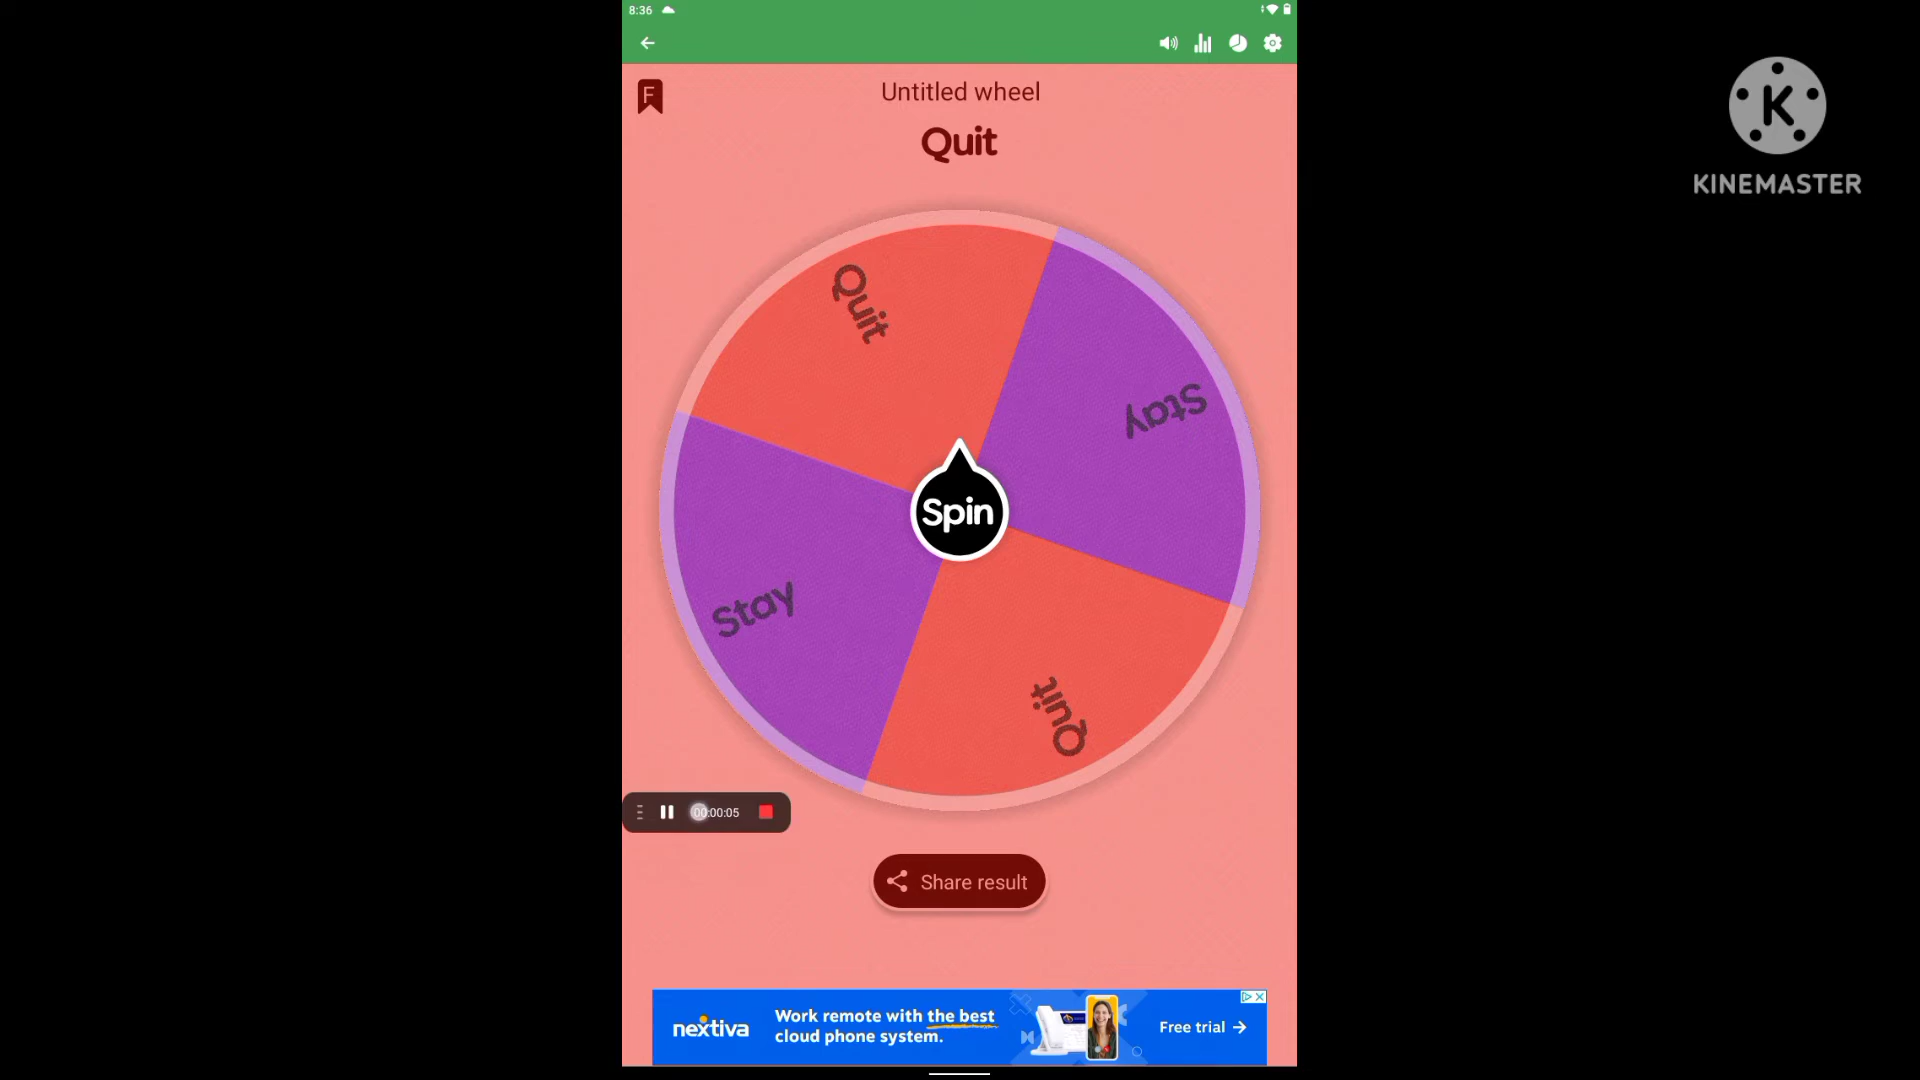 8:36
F
Untitled wheel
Quit
Quit
Stay
Spin
Stay
Quit
00:00:05
Share result
nextiva
Work remote with the best
cloud phone system.
Free trial
K
KINEMASTER